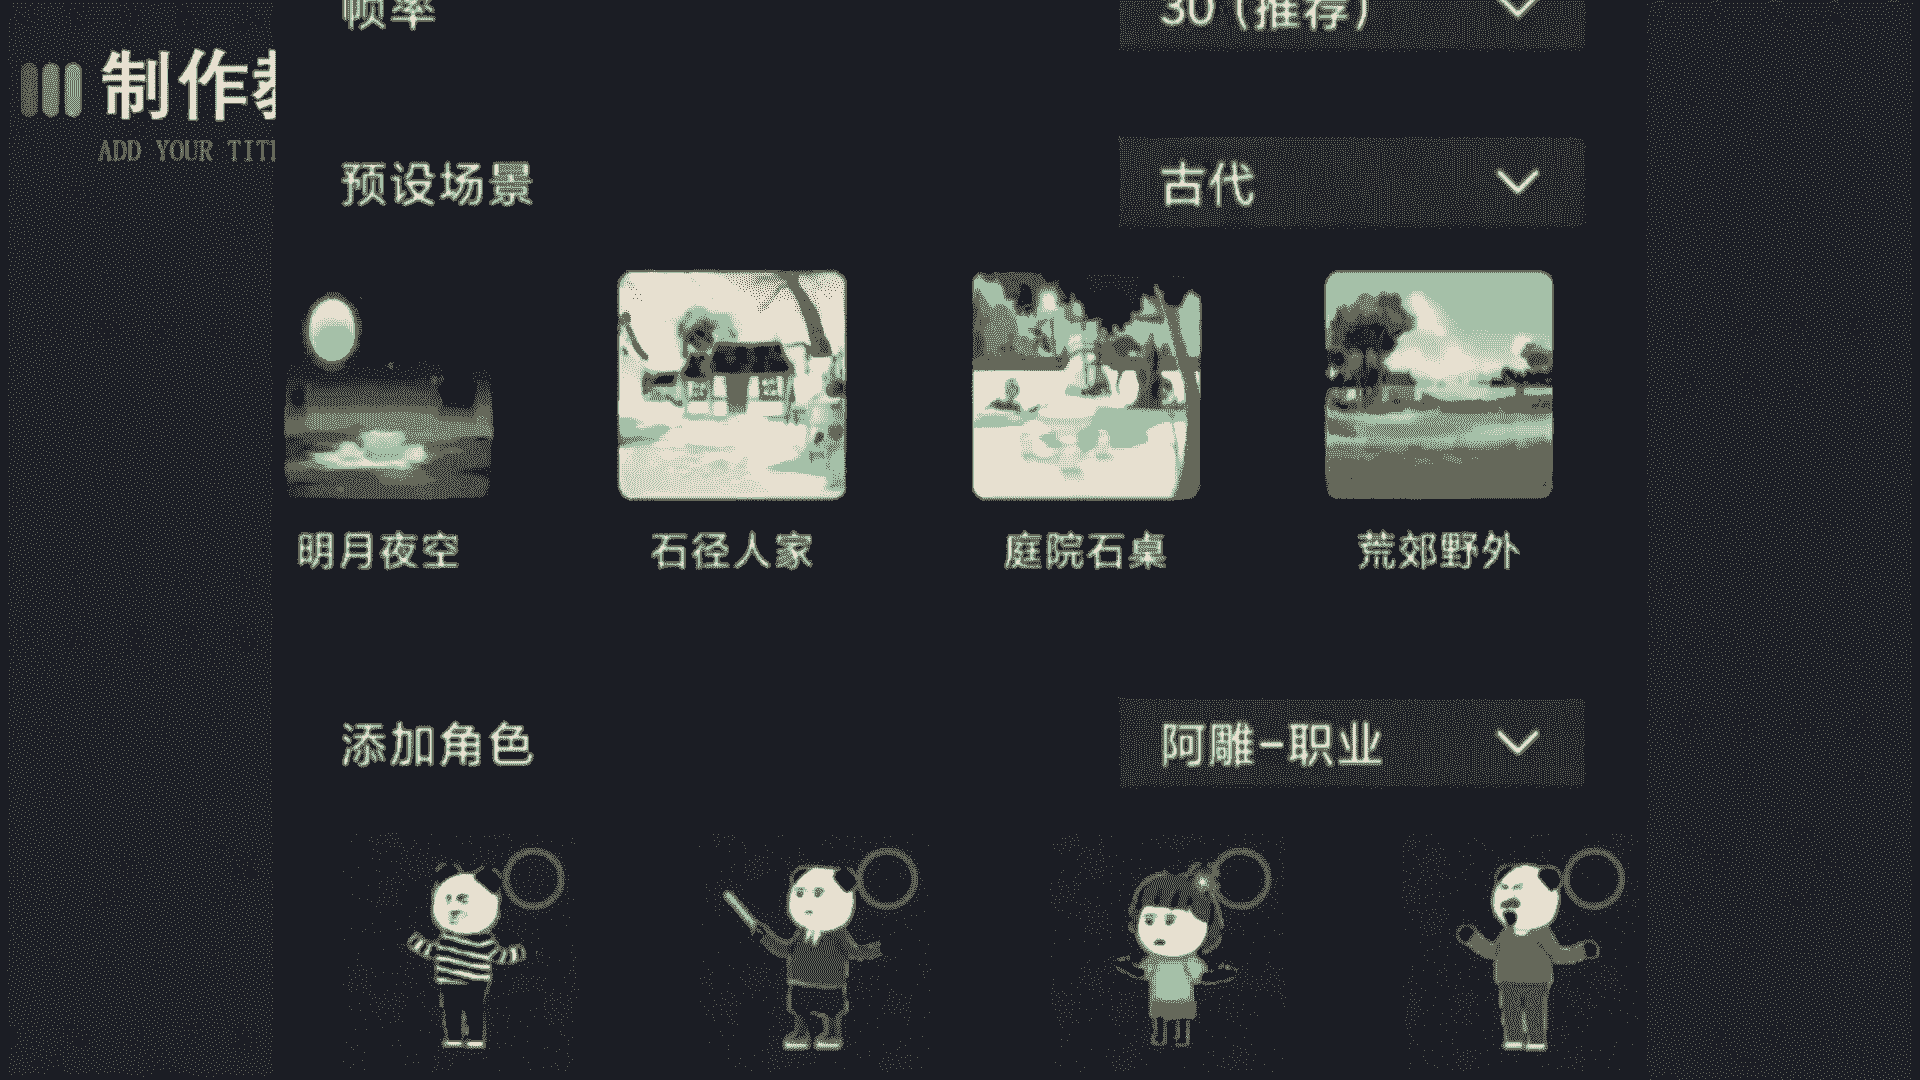 帧率
30（推荐）
制作教
ADD YOUR TITL
预设场景
古代
明月夜空
石径人家
庭院石桌
荒郊野外
添加角色
阿雕-职业